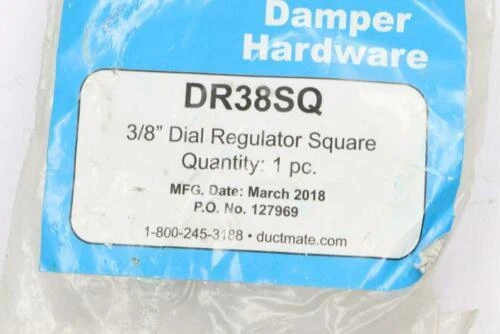 Damper
Hardware
DR38SQ
3/8" Dial Regulator Square
Quantity: 1 pc.
MFG. Date: March 2018
P.O. No. 127969
1-800-245-3188 • ductmate.com